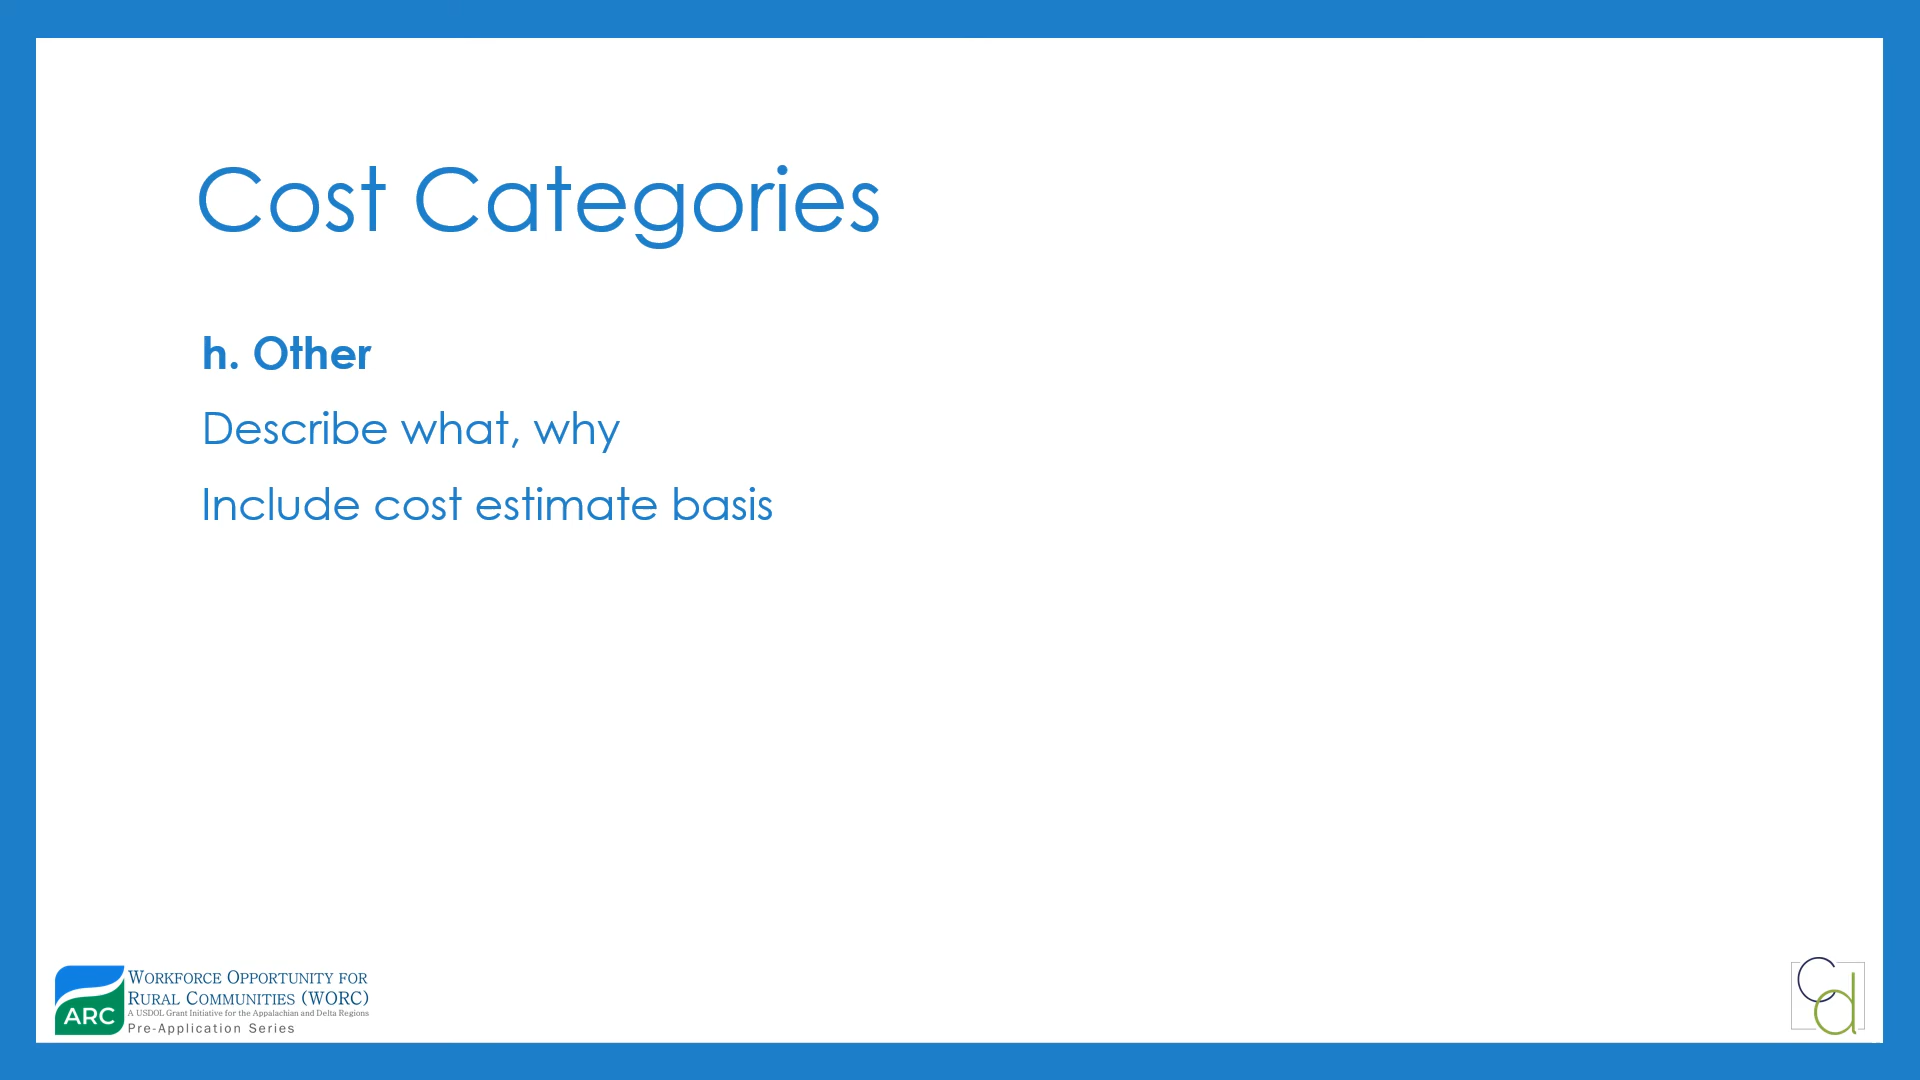 Cost Categories
h. Other
Describe what, why
Include cost estimate basis
ARC
Workforce Opportunity for
Rural Communities (WORC)
A USDOL Grant Initiative for the Appalachian and Delta Regions
Pre-Application Series
cd